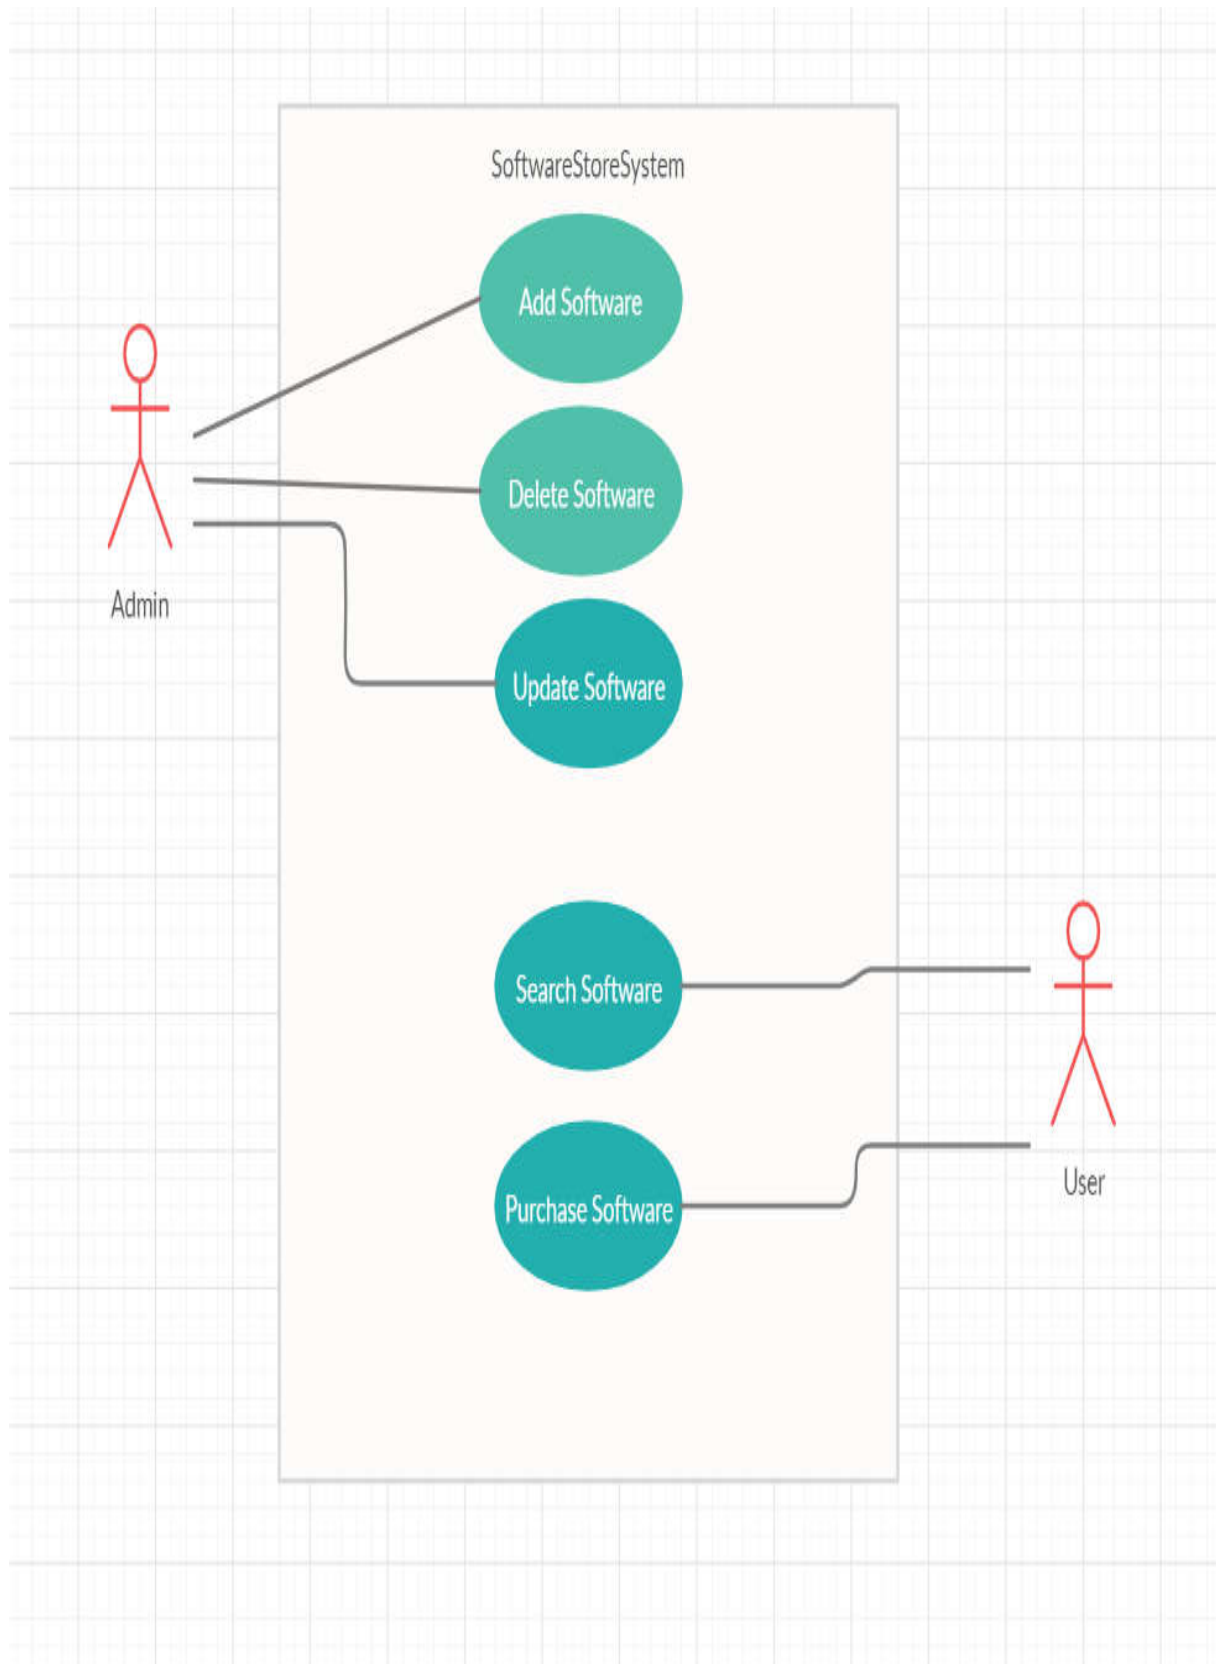 SoftwareStoreSystem
Add Software
Delete Software
Admin
Update Software
Search Software
User
Purchase Software